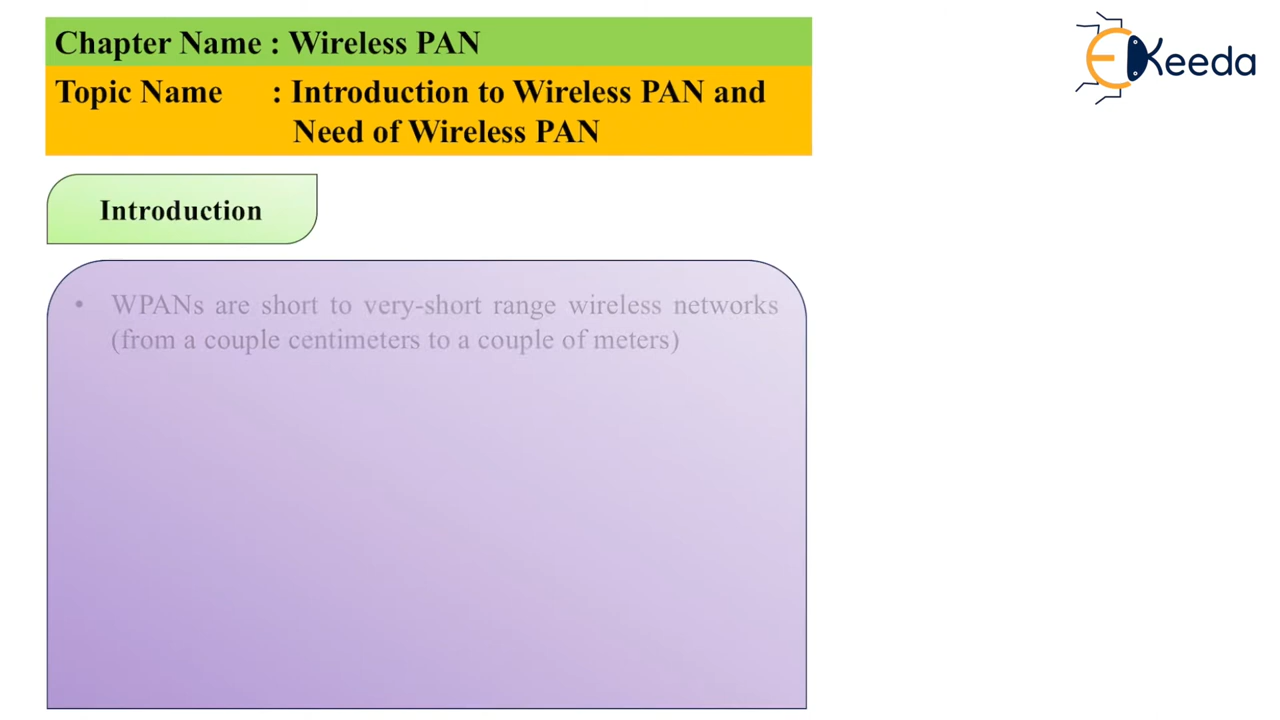 Chapter Name : Wireless PAN
Topic Name : Introduction to Wireless PAN and
Need of Wireless PAN
EKeeda
Introduction
• WPANs are short to very-short range wireless networks
(from a couple centimeters to a couple of meters)